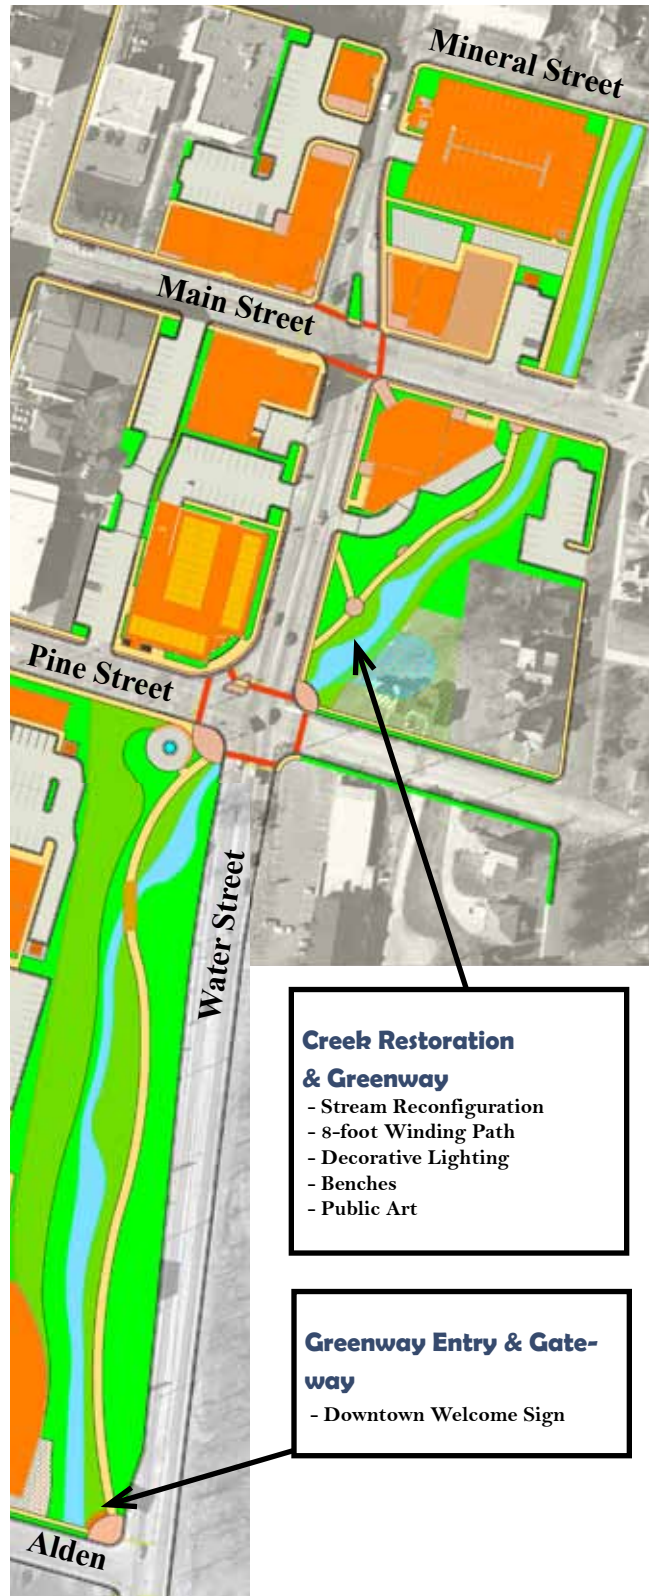 Mineral Street
Main Street
Pine Street
Water Street
Creek Restoration
& Greenway
- Stream Reconfiguration
- 8-foot Winding Path
- Decorative Lighting
- Benches
- Public Art
Greenway Entry & Gate-
way
- Downtown Welcome Sign
Alden